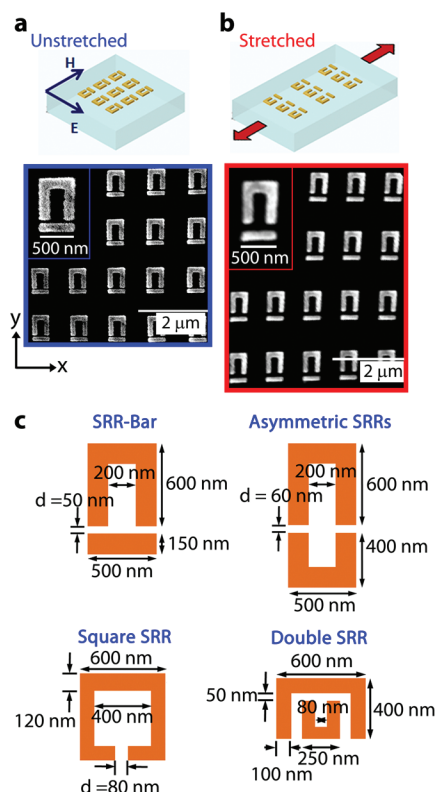 a
b
Unstretched
Stretched
H
E
500 nm
2 μm
500 nm
2 μm
y
x
c
SRR-Bar
Asymmetric SRRs
200 nm
600 nm
d =50 nm
150 nm
500 nm
200 nm
600 nm
d = 60 nm
400 nm
500 nm
Square SRR
Double SRR
600 nm
120 nm
400 nm
d =80 nm
600 nm
50 nm
80 nm
400 nm
100 nm
250 nm